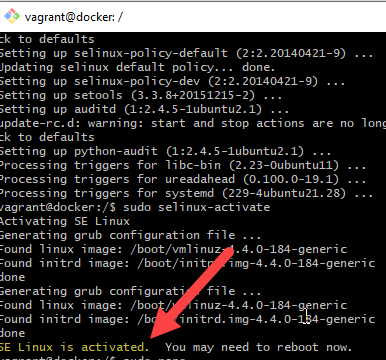 vagrant@docker: /
ck to defaults
Setting up selinux-policy-default (2:2.20140421-9) ...
Updating selinux default policy... done.
Setting up selinux-policy-dev (2:2.20140421-9) ...
Setting up setools (3.3.8+20151215-2) ...
Setting up auditd (1:2.4.5-1ubuntu2.1) ...
update-rc.d: warning: start and stop actions are no long
ck to defaults
Setting up python-audit (1:2.4.5-1ubuntu2.1) ...
Processing triggers for libc-bin (2.23-0ubuntu11) ...
Processing triggers for ureadahead (0.100.0-19.1) ...
Processing triggers for systemd (229-4ubuntu21.28) ...
vagrant@docker:/$ sudo selinux-activate
Activating SE Linux
Generating grub configuration file ...
Found linux image: /boot/vmlinuz-4.4.0-184-generic
Found initrd image: /boot/initrd.img-4.4.0-184-generic
done
Generating grub configuration file ...
Found linux image: /boot/vmlinuz-4.4.0-184-generic
Found initrd image: /boot/initrd.img-4.4.0-184-generic
done
SE Linux is activated. You may need to reboot now.